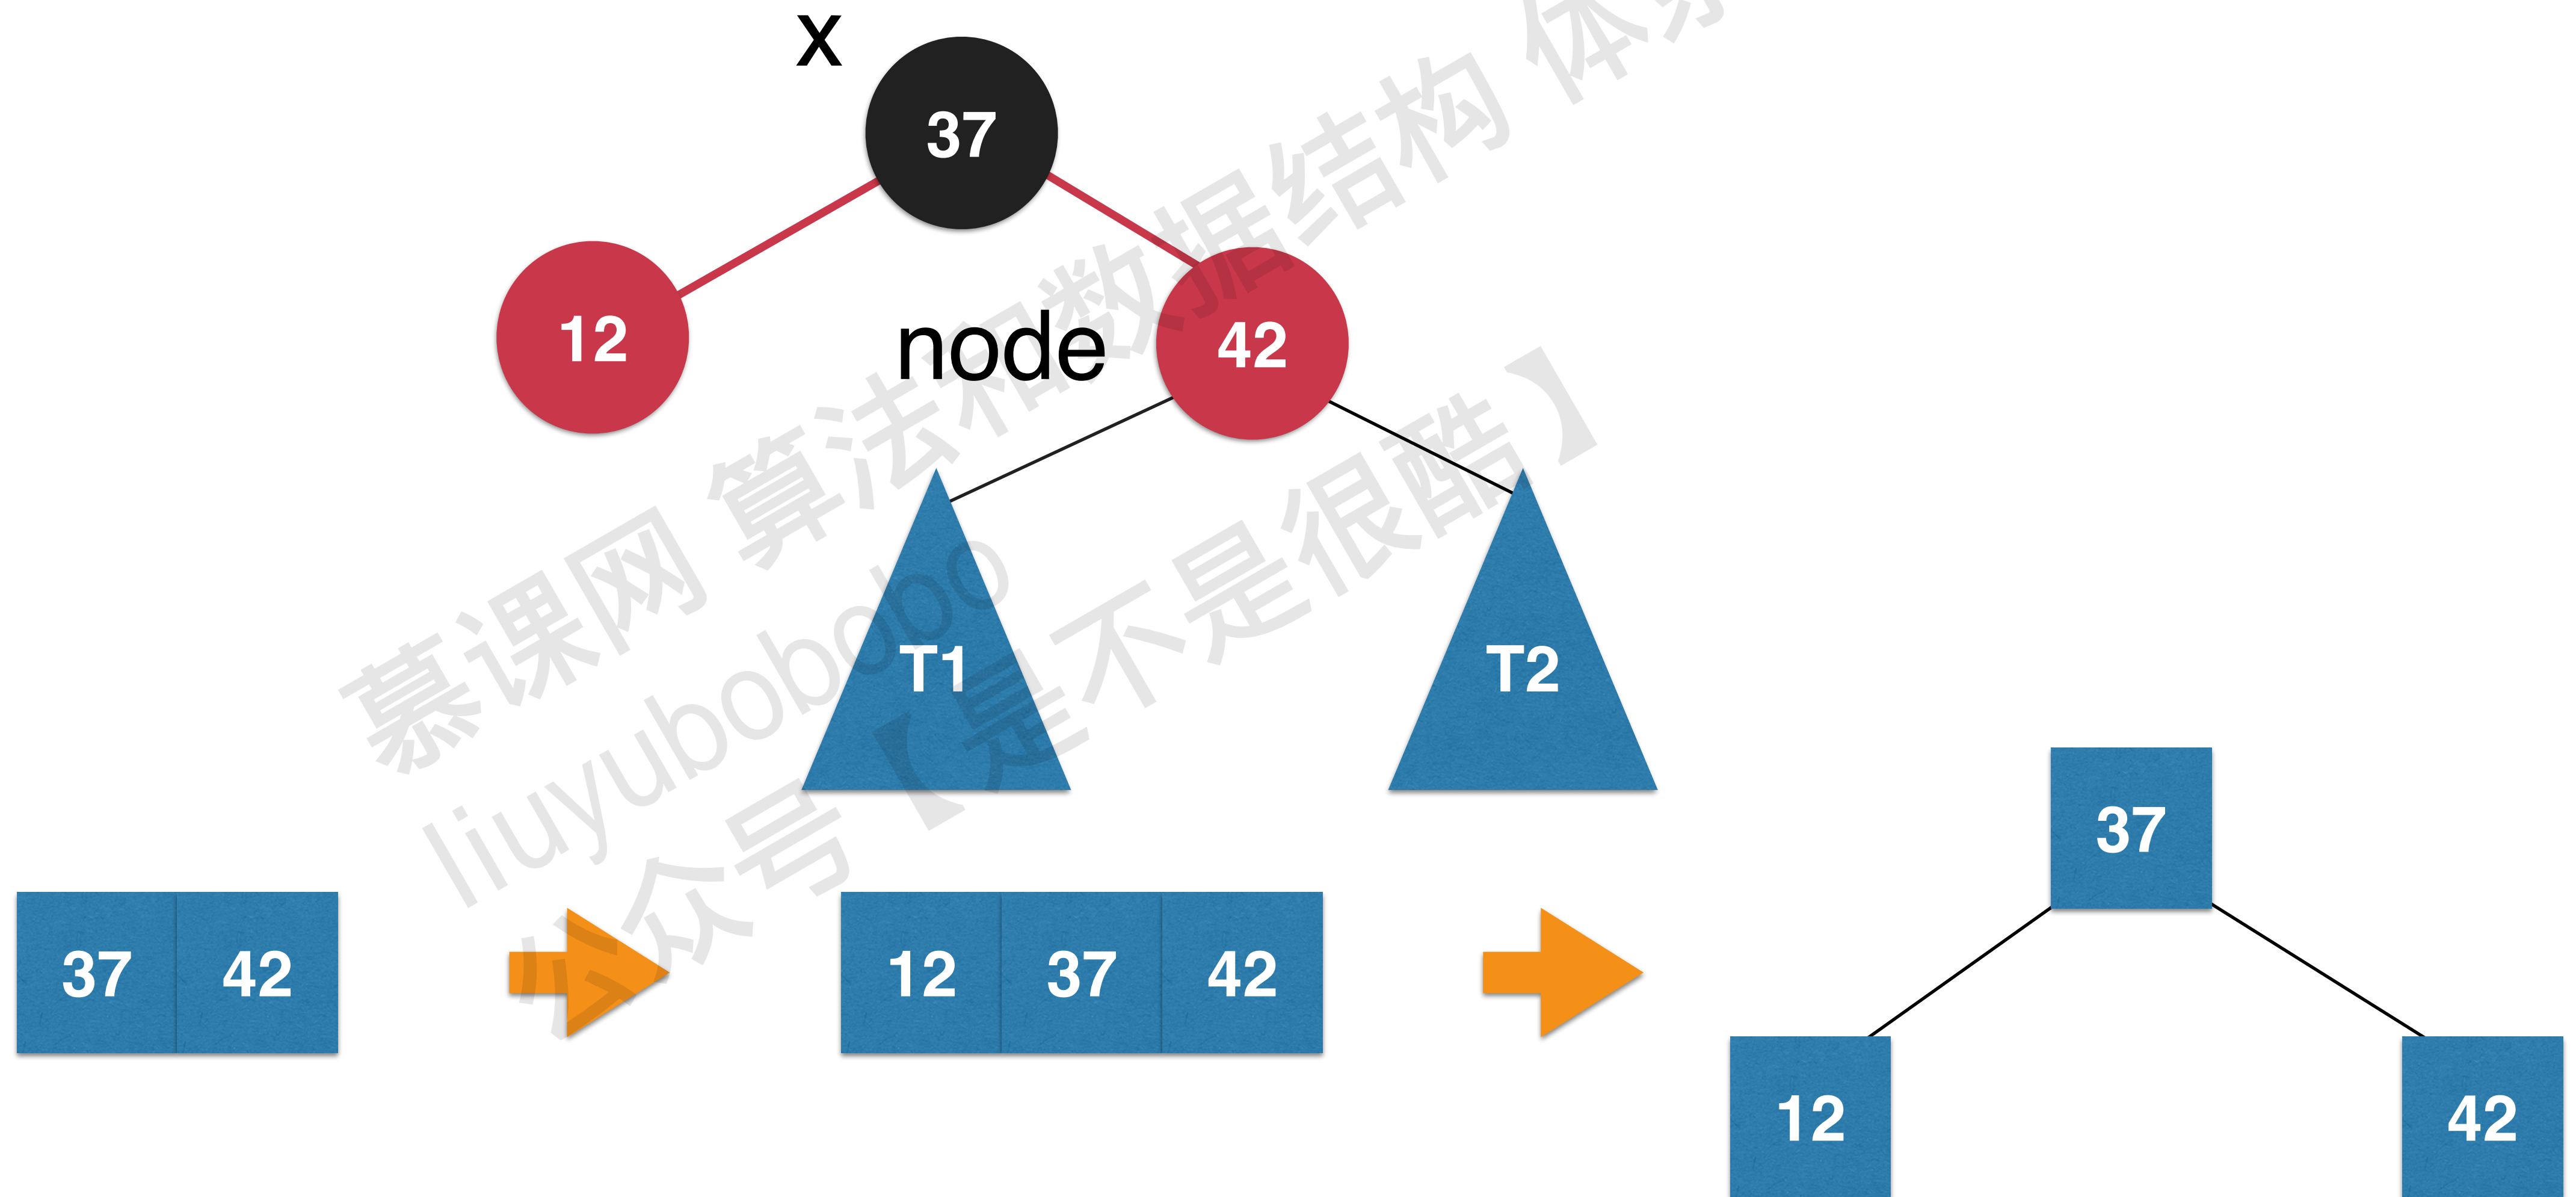 x
37
12
node
42
T1
T2
37
37 42
12 37 42
12
42
慕课网 算法和数据结构 体系
liuyubobobo
公众号【是不是很酷】